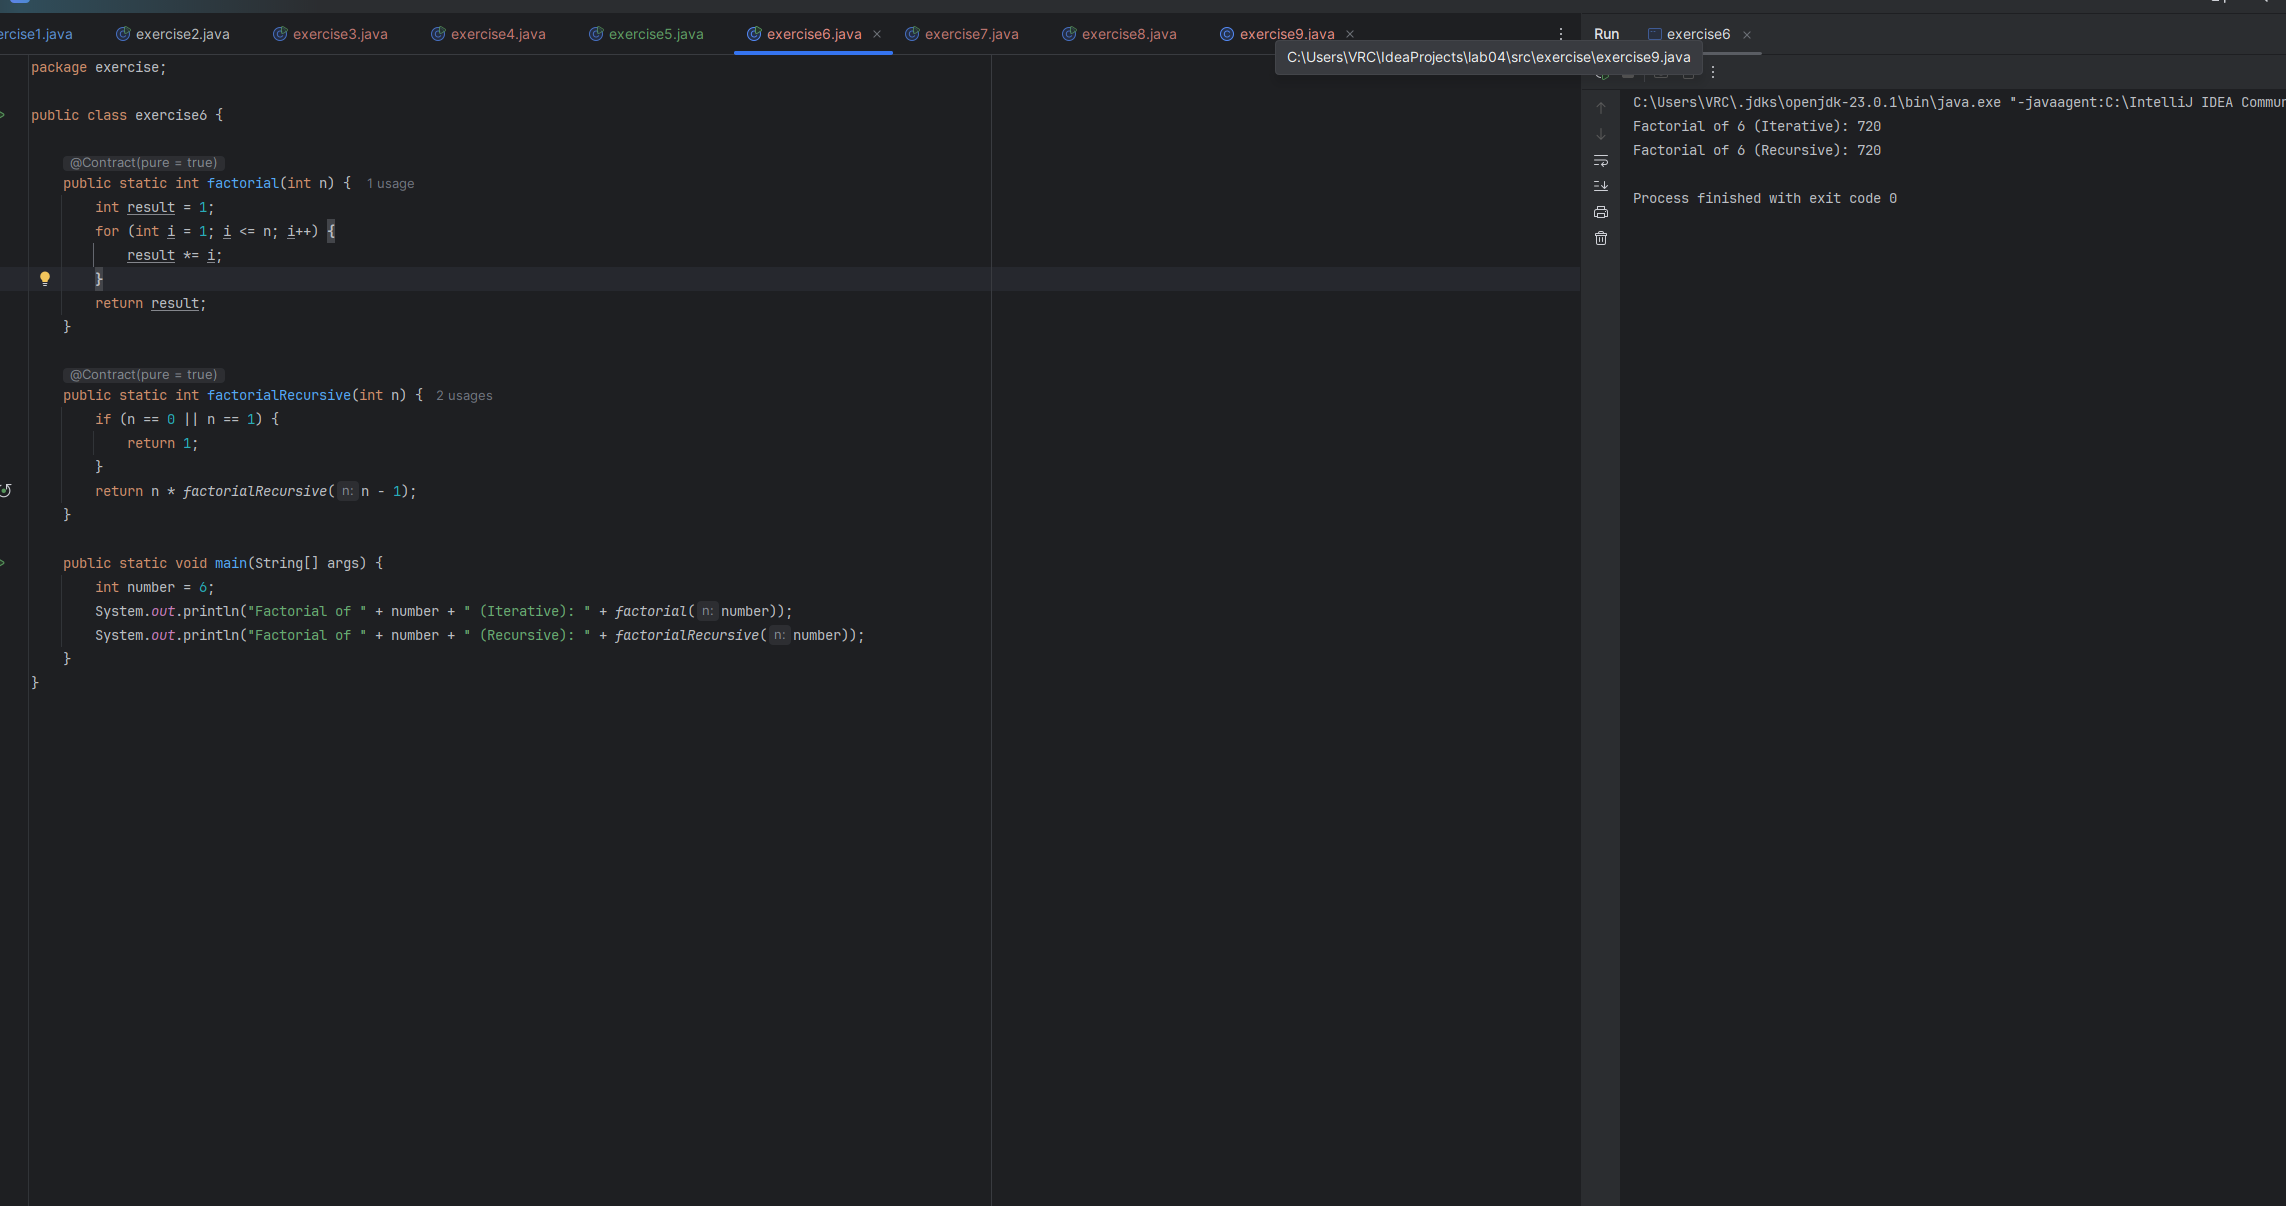 ercise1.java exercise2.java exercise3.java exercise4.java exercise5.java exercise6.java exercise7.java exercise8.java exercise9.java
C:\Users\VRC\IdeaProjects\lab04\src\exercise\exercise9.java
package exercise;
public class exercise6 {
@Contract(pure = true)
public static int factorial(int n) { 1 usage
int result = 1;
for (int i = 1; i <= n; i++) {
result *= i;
}
return result;
}
@Contract(pure = true)
public static int factorialRecursive(int n) { 2 usages
if (n == 0 || n == 1) {
return 1;
}
return n * factorialRecursive( n: n - 1);
}
public static void main(String[] args) {
int number = 6;
System.out.println("Factorial of " + number + " (Iterative): " + factorial( n: number));
System.out.println("Factorial of " + number + " (Recursive): " + factorialRecursive( n: number));
}
}
Run exercise6
C:\Users\VRC\.jdks\openjdk-23.0.1\bin\java.exe "-javaagent:C:\IntelliJ IDEA Commun
Factorial of 6 (Iterative): 720
Factorial of 6 (Recursive): 720
Process finished with exit code 0